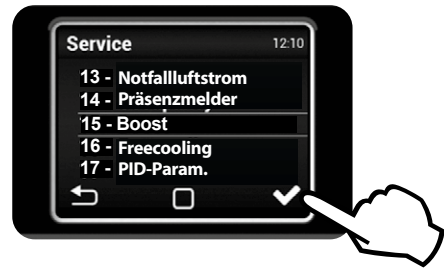 Service 12:10
13 - Notfallluftstrom
14 - Präsenzmelder
15 - Boost
16 - Freecooling
17 - PID-Param.